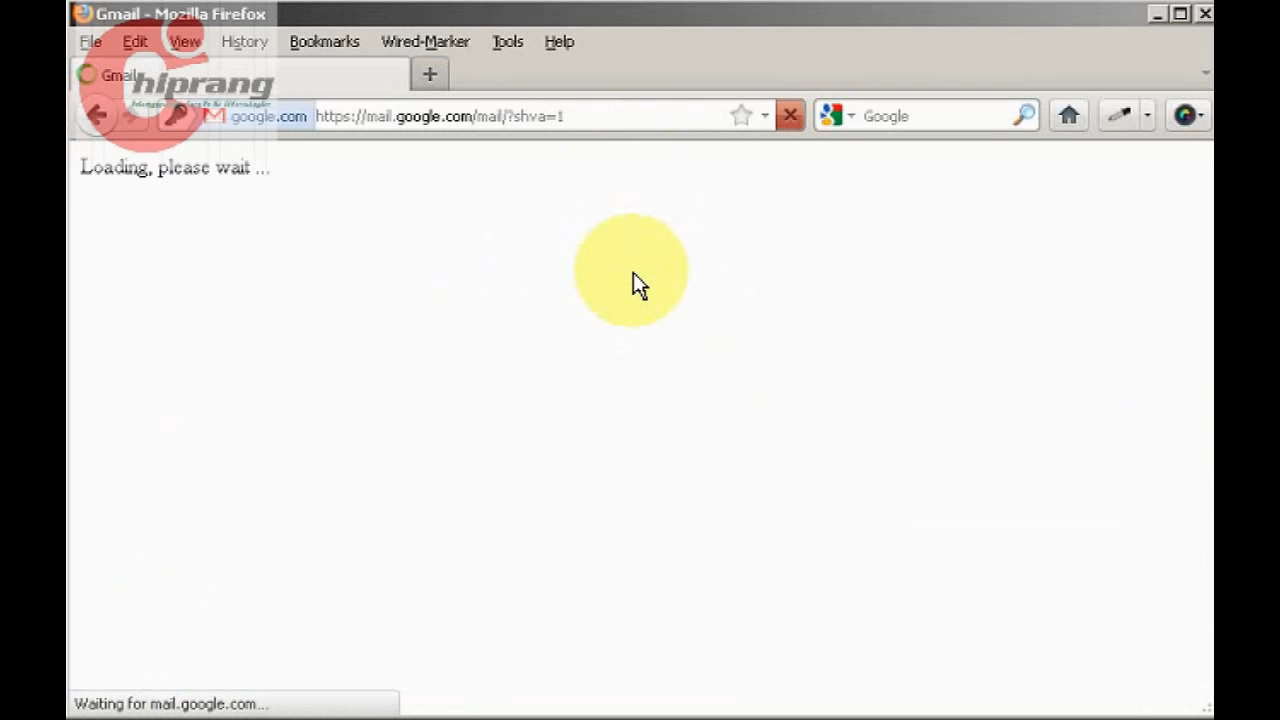 Gmail - Mozilla Firefox
File Edit View History Bookmarks Wired-Marker Tools Help
Gmail
hiprang
google.com https://mail.google.com/mail/?shva=1 Google
Loading, please wait ...
Waiting for mail.google.com...